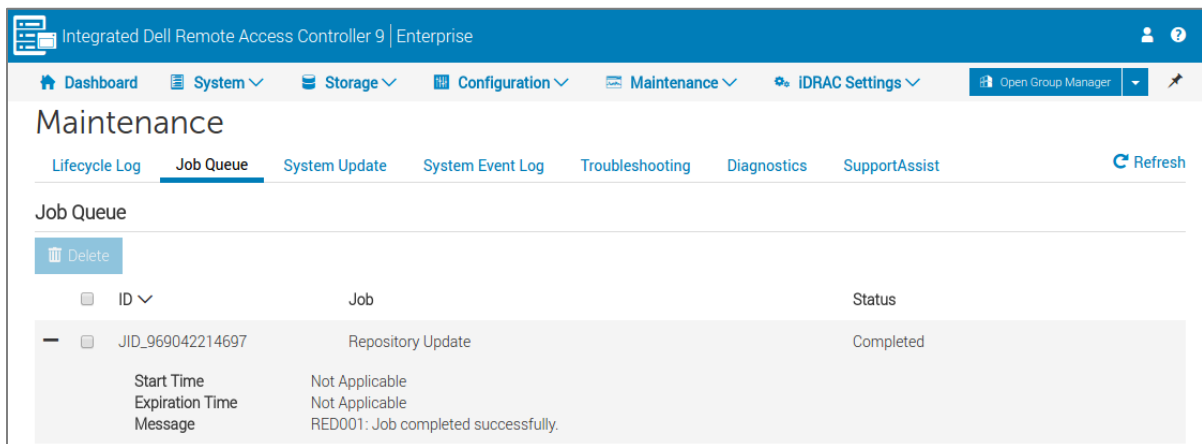 Integrated Dell Remote Access Controller 9 | Enterprise
Dashboard System Storage Configuration Maintenance iDRAC Settings Open Group Manager
Maintenance
Lifecycle Log Job Queue System Update System Event Log Troubleshooting Diagnostics SupportAssist Refresh
Job Queue
Delete
ID Job Status
JID_969042214697 Repository Update Completed
Start Time Not Applicable
Expiration Time Not Applicable
Message RED001: Job completed successfully.